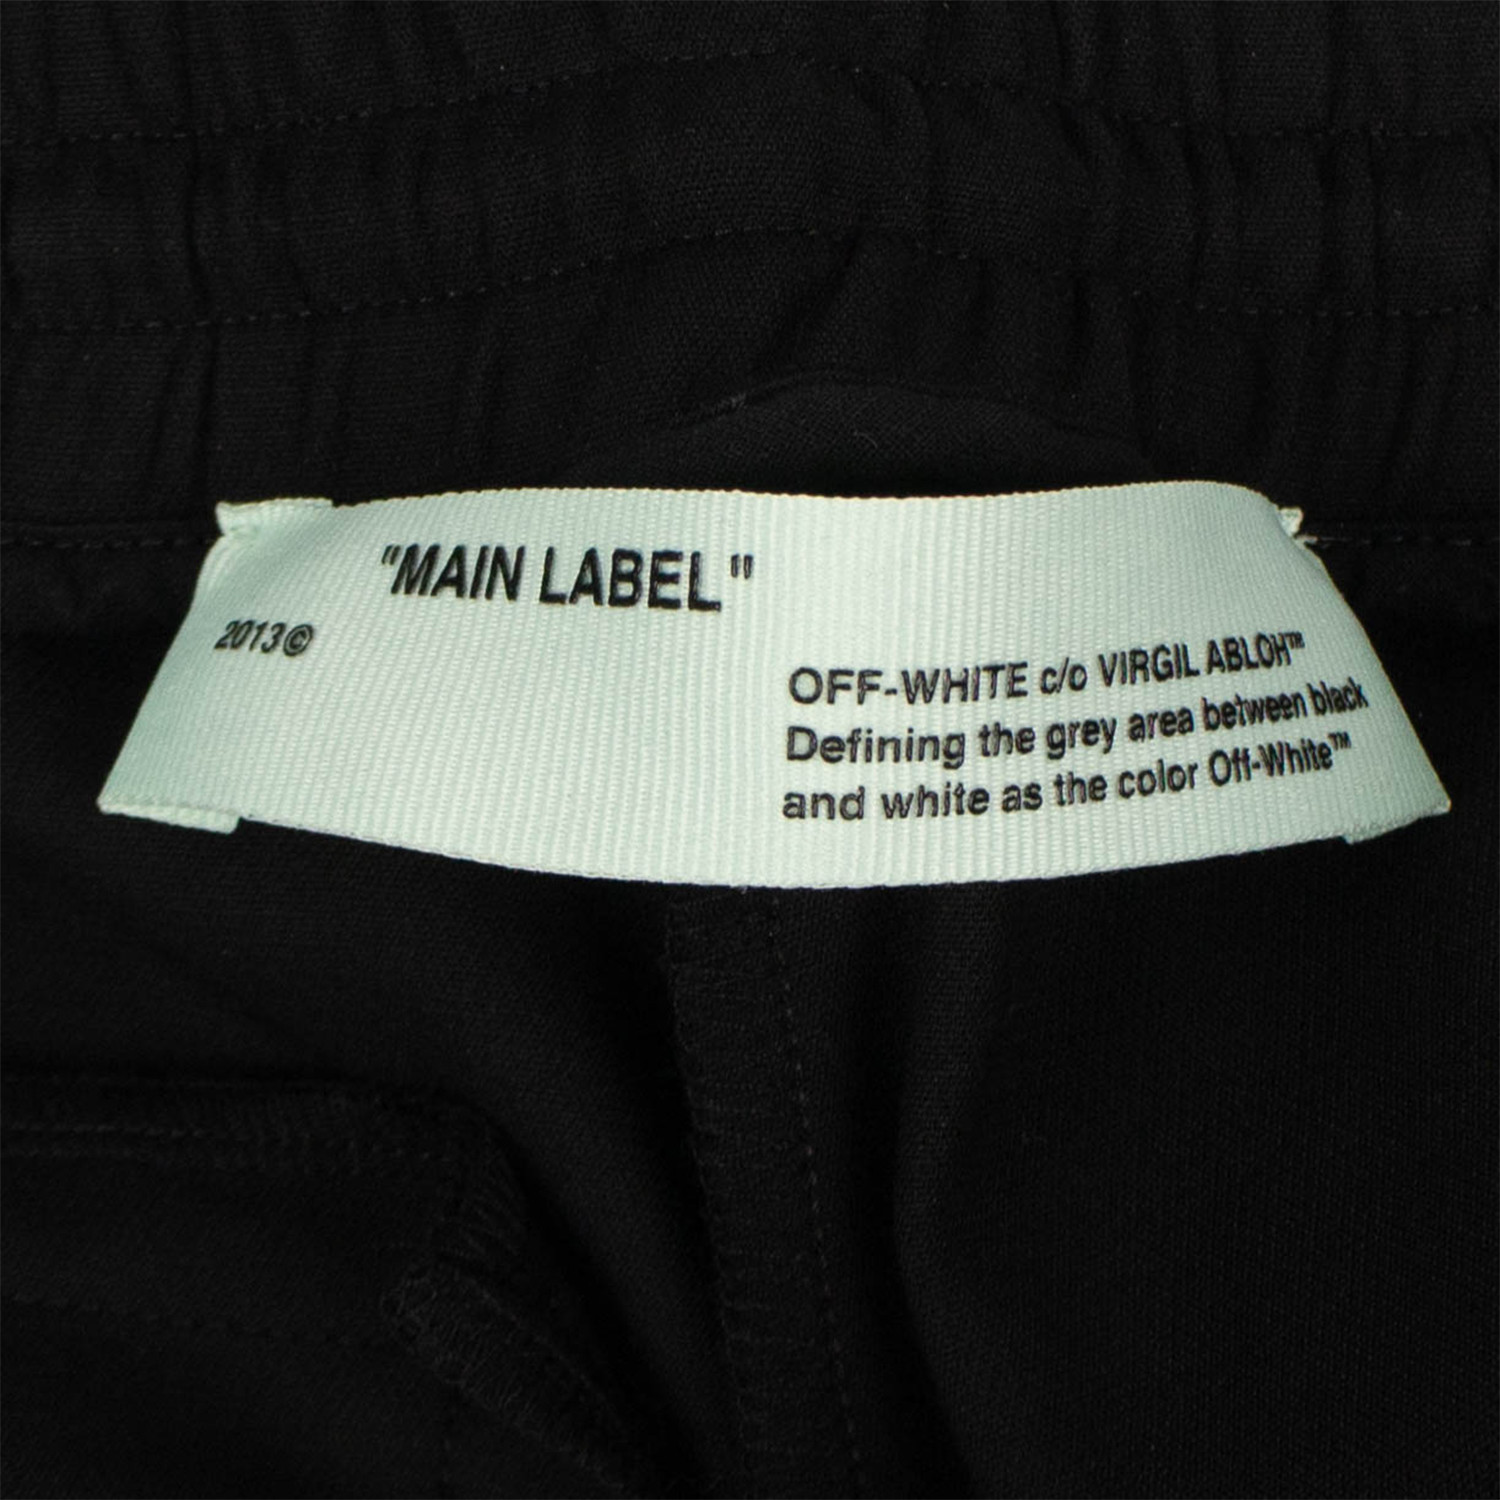 "MAIN LABEL"
2013©
OFF-WHITE c/o VIRGIL ABLOH™
Defining the grey area between black
and white as the color Off-White™